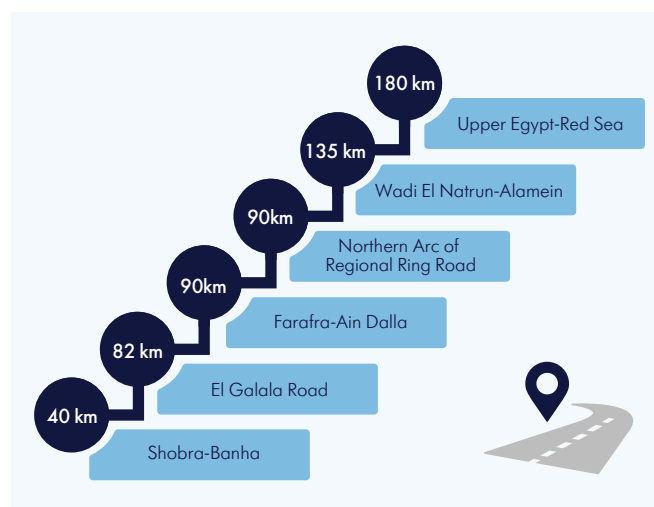 180 km
Upper Egypt-Red Sea
135 km
Wadi El Natrun-Alamein
90km
Northern Arc of
Regional Ring Road
90km
Farafra-Ain Dalla
82 km
El Galala Road
40 km
Shobra-Banha